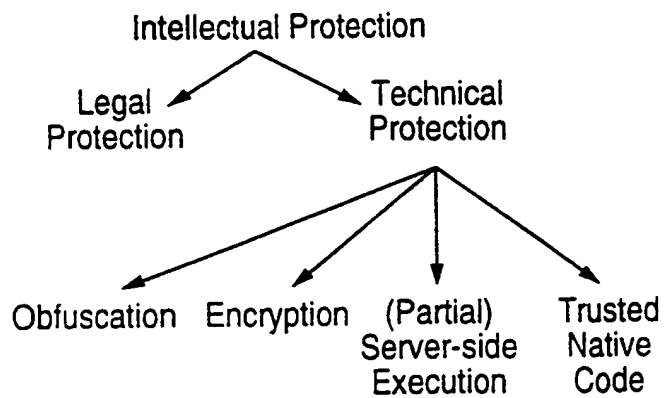 Intellectual Protection
Legal
Protection
Technical
Protection
Obfuscation
Encryption
(Partial)
Server-side
Execution
Trusted
Native
Code